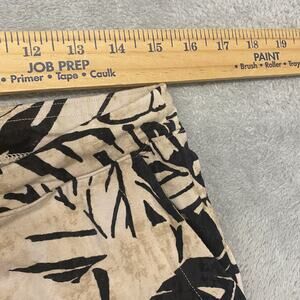 12 13 14 15 16 17 18 19
JOB PREP PAINT
• Primer • Tape • Caulk • Brush • Roller • Tray